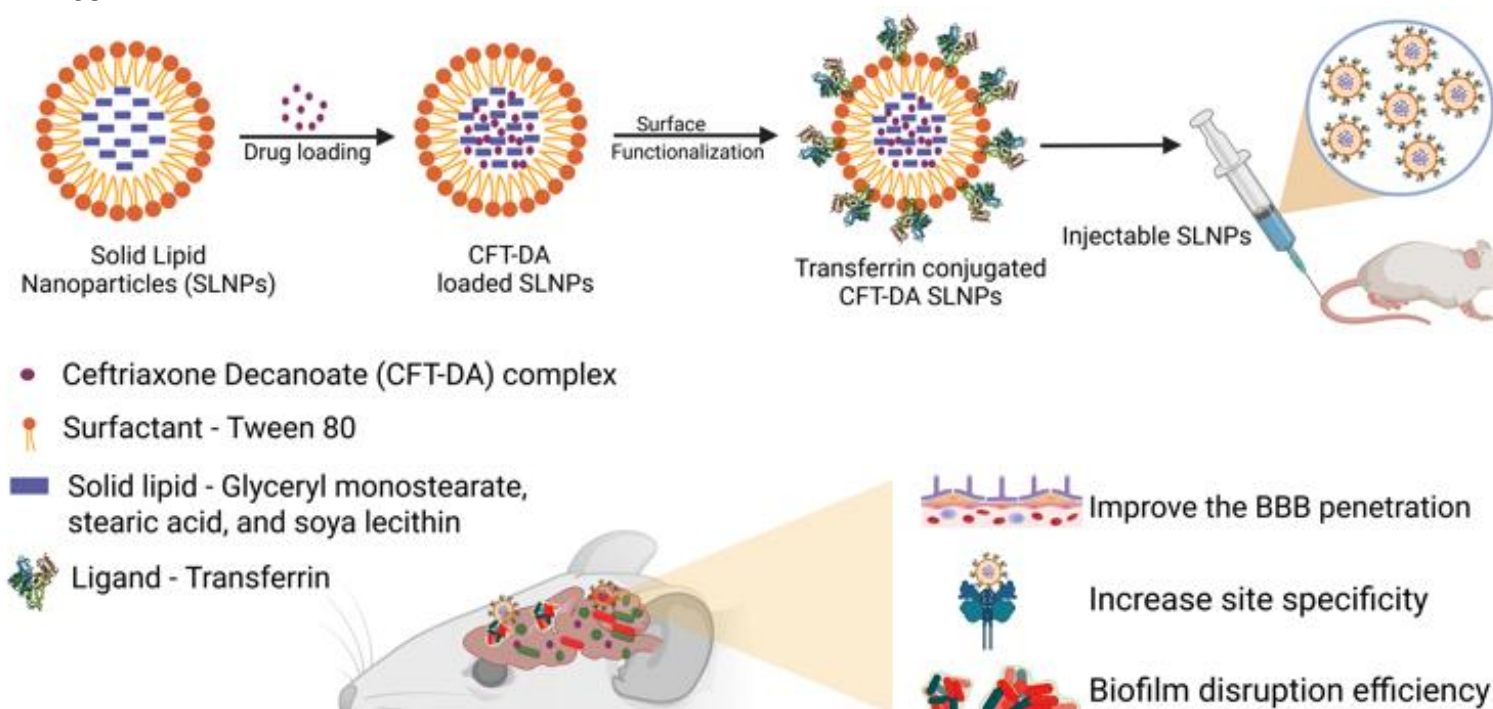 Drug loading
Surface
Functionalization
Solid Lipid
Nanoparticles (SLNPs)
CFT-DA
loaded SLNPs
Transferrin conjugated
CFT-DA SLNPs
Injectable SLNPs
Ceftriaxone Decanoate (CFT-DA) complex
Surfactant - Tween 80
Solid lipid - Glyceryl monostearate,
stearic acid, and soya lecithin
Ligand - Transferrin
Improve the BBB penetration
Increase site specificity
Biofilm disruption efficiency